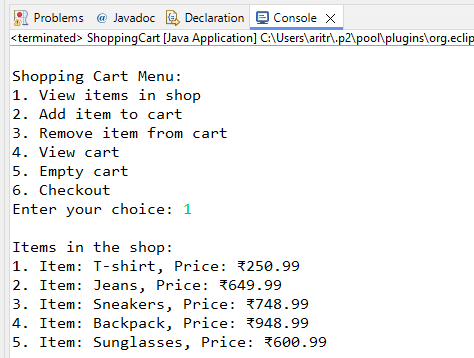 Problems @ Javadoc Declaration Console
<terminated> ShoppingCart [Java Application] C:\Users\aritr\.p2\pool\plugins\org.eclip
Shopping Cart Menu:
1. View items in shop
2. Add item to cart
3. Remove item from cart
4. View cart
5. Empty cart
6. Checkout
Enter your choice: 1
Items in the shop:
1. Item: T-shirt, Price: ₹250.99
2. Item: Jeans, Price: ₹649.99
3. Item: Sneakers, Price: ₹748.99
4. Item: Backpack, Price: ₹948.99
5. Item: Sunglasses, Price: ₹600.99